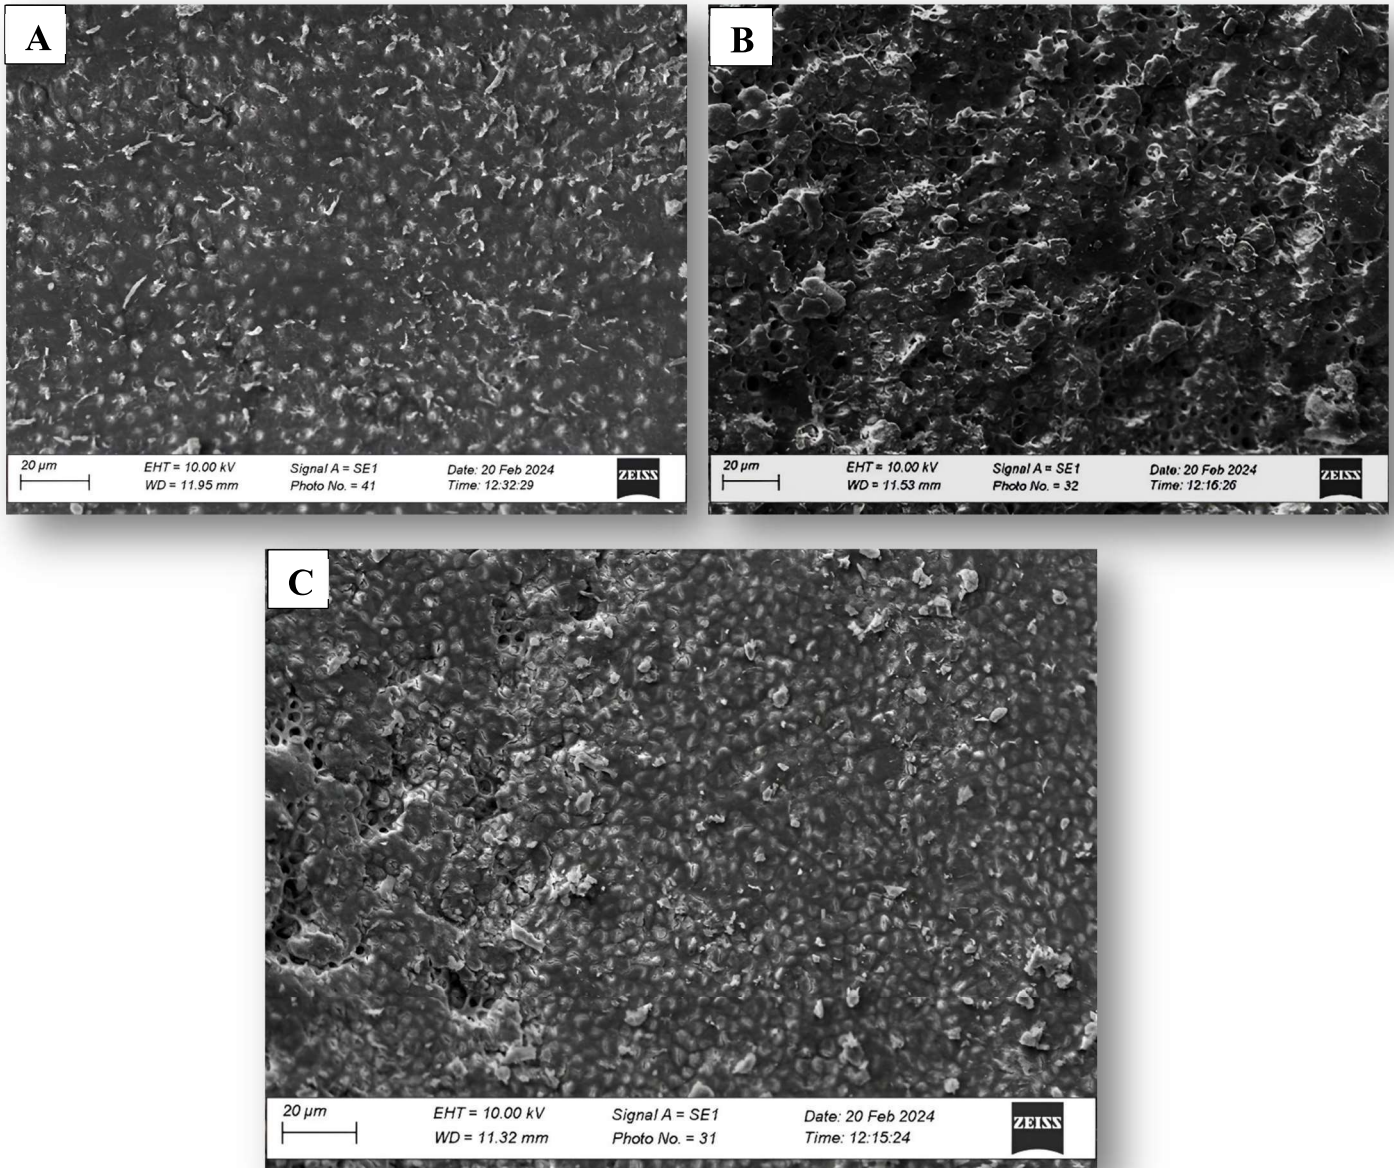 A
20 µm
EHT = 10.00 kV
Signal A = SE1
Date: 20 Feb 2024
WD = 11.95 mm
Photo No. = 41
Time: 12:32:29
ZEISS
B
20 µm
EHT = 10.00 kV
Signal A = SE1
Date: 20 Feb 2024
WD = 11.53 mm
Photo No. = 32
Time: 12:16:26
ZEISS
C
20 µm
EHT = 10.00 kV
Signal A = SE1
Date: 20 Feb 2024
WD = 11.32 mm
Photo No. = 31
Time: 12:15:24
ZEISS